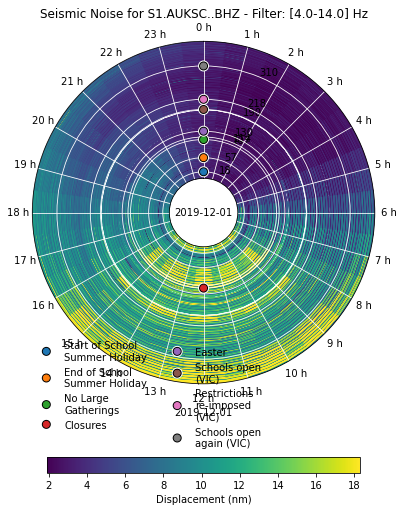 Seismic Noise for S1.AUKSC..BHZ - Filter: [4.0-14.0] Hz
0 h
23 h
1 h
22 h
2 h
310
21 h
3 h
20 h
218
4 h
19 h
5 h
18 h
2019-12-01
6 h
17 h
7 h
16 h
8 h
15 h
9 h
14 h
10 h
13 h
11 h
12 h
2019-12-01
Start of School
Summer Holiday
End of School
Summer Holiday
No Large
Gatherings
Closures
Easter
Schools open
(VIC)
Restrictions
re-imposed
(VIC)
Schools open
again (VIC)
2 4 6 8 10 12 14 16 18
Displacement (nm)